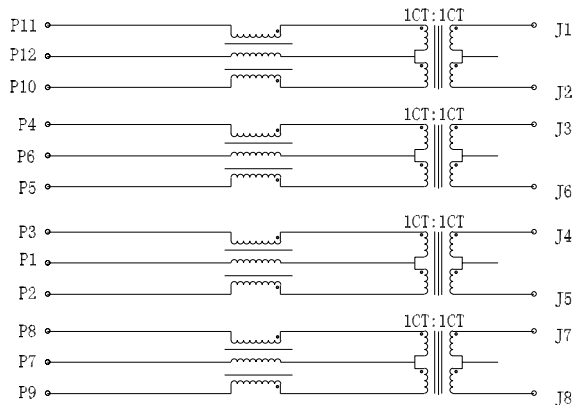 1CT:1CT
P11 J1
P12
P10 J2
1CT:1CT
P4 J3
P6
P5 J6
1CT:1CT
P3 J4
P1
P2 J5
1CT:1CT
P8 J7
P7
P9 J8